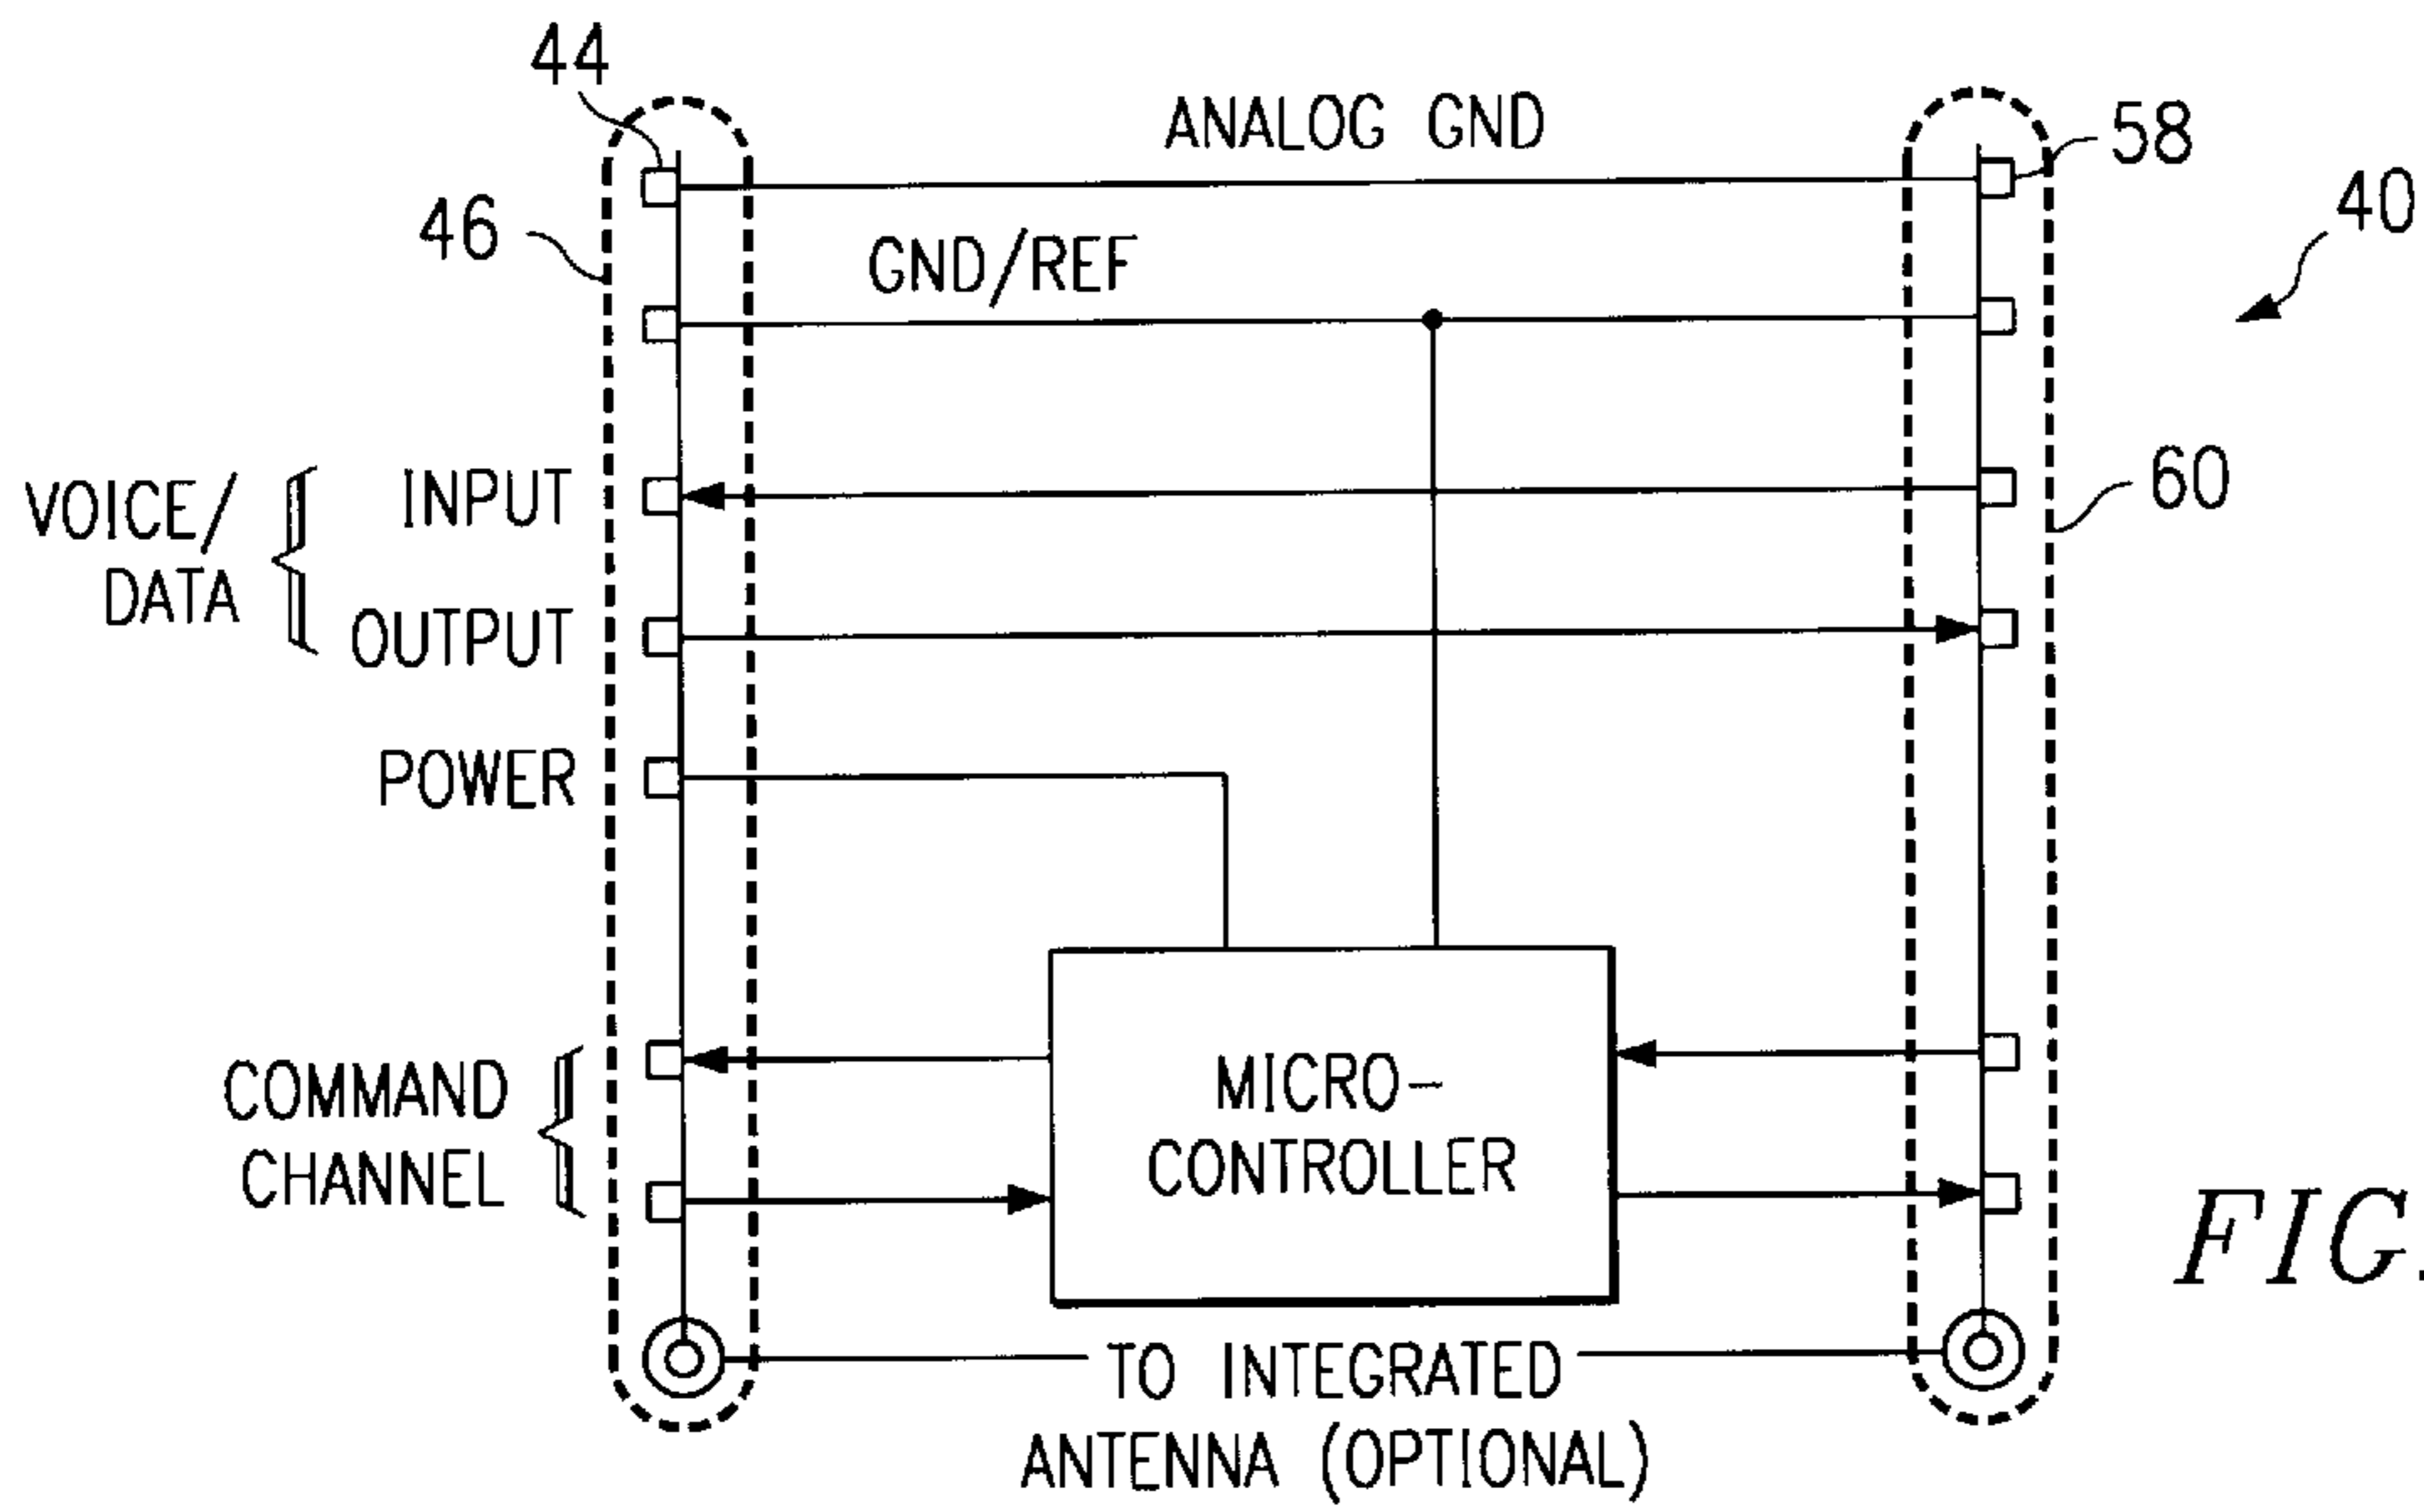 44
ANALOG GND
58
46
40
GND/REF
VOICE/
DATA
INPUT
OUTPUT
60
POWER
COMMAND
CHANNEL
MICRO-
CONTROLLER
FIG.
TO INTEGRATED
ANTENNA (OPTIONAL)